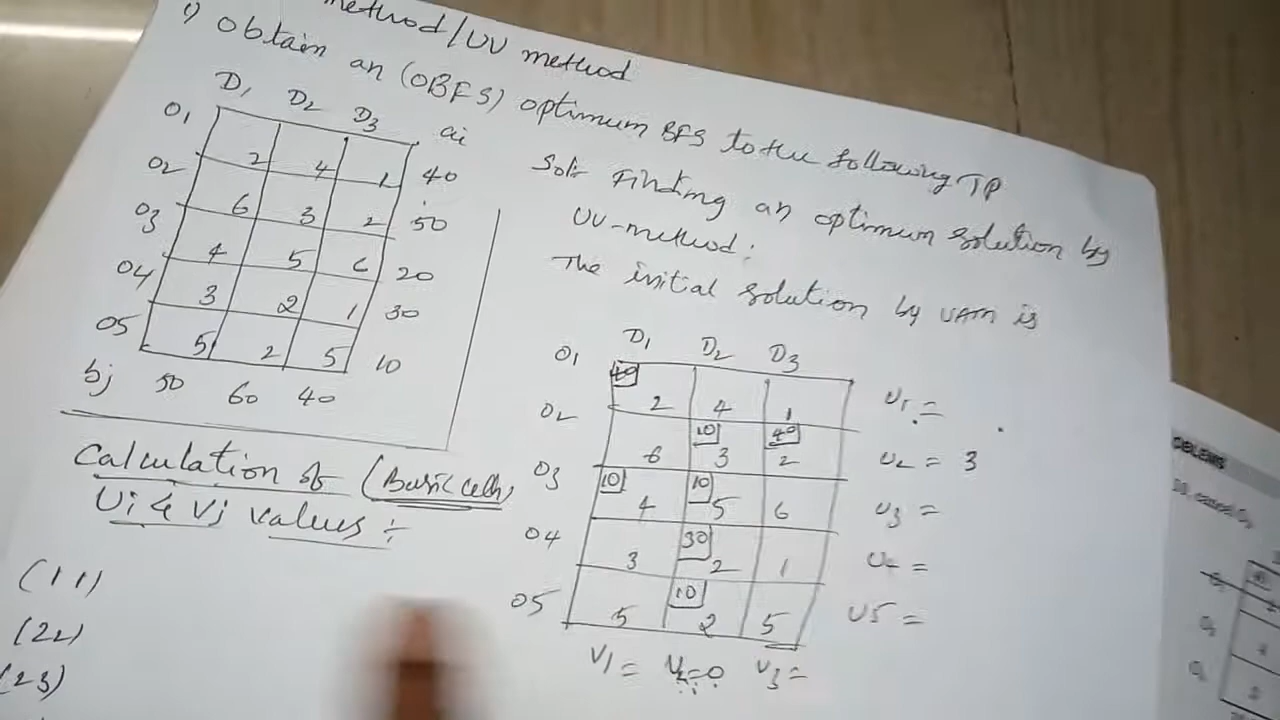 method/UV method
1) Obtain an (OBFS) optimum BFS to the following TP
D1 D2 D3 ai
O1 2 4 1 40
O2 6 3 2 50
O3 4 5 6 20
O4 3 2 1 30
O5 5 2 5 10
bj 50 60 40
Sol: Finding an optimum solution by
UV-method:
The initial solution by VAM is
D1 D2 D3
O1 40 2 4 1 U1 =
O2 6 10 3 40 2 U2 = 3
O3 10 4 10 5 6 U3 =
O4 3 30 2 1 U4 =
O5 5 10 2 5 U5 =
V1 = V2=0 V3=
Calculation of (Basic cells)
Ui & Vj values :-
(11)
(22)
(23)